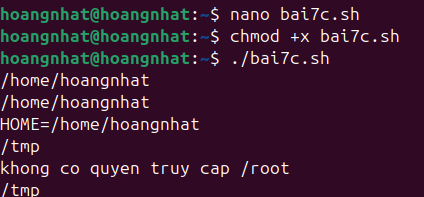 hoangnhat@hoangnhat:~$ nano bai7c.sh
hoangnhat@hoangnhat:~$ chmod +x bai7c.sh
hoangnhat@hoangnhat:~$ ./bai7c.sh
/home/hoangnhat
/home/hoangnhat
HOME=/home/hoangnhat
/tmp
khong co quyen truy cap /root
/tmp